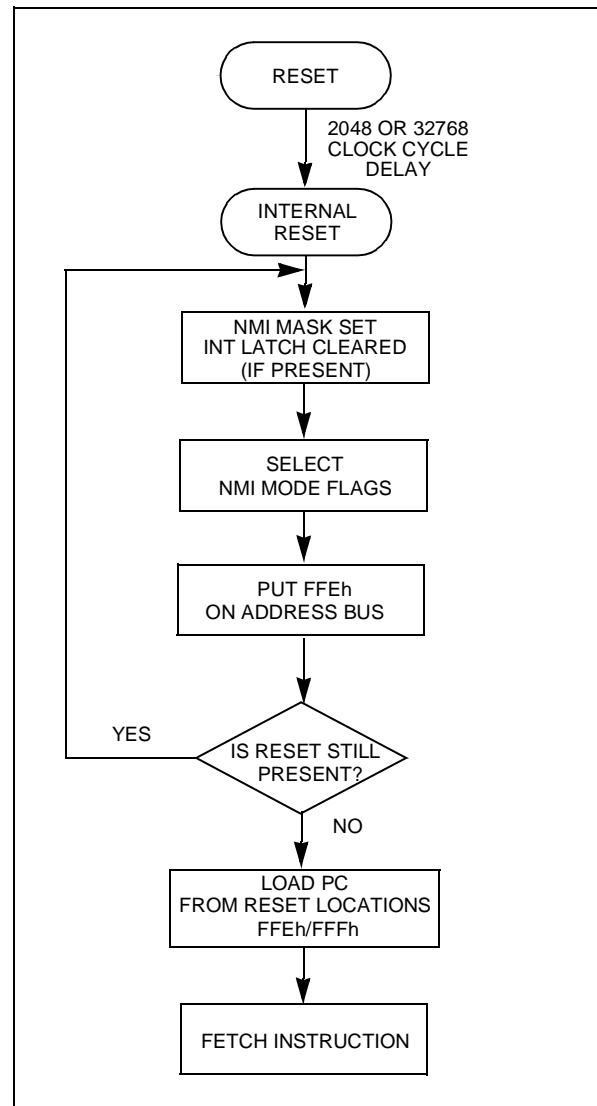 RESET
2048 OR 32768
CLOCK CYCLE
DELAY
INTERNAL
RESET
NMI MASK SET
INT LATCH CLEARED
(IF PRESENT)
SELECT
NMI MODE FLAGS
PUT FFEh
ON ADDRESS BUS
YES
IS RESET STILL
PRESENT?
NO
LOAD PC
FROM RESET LOCATIONS
FFEh/FFFh
FETCH INSTRUCTION